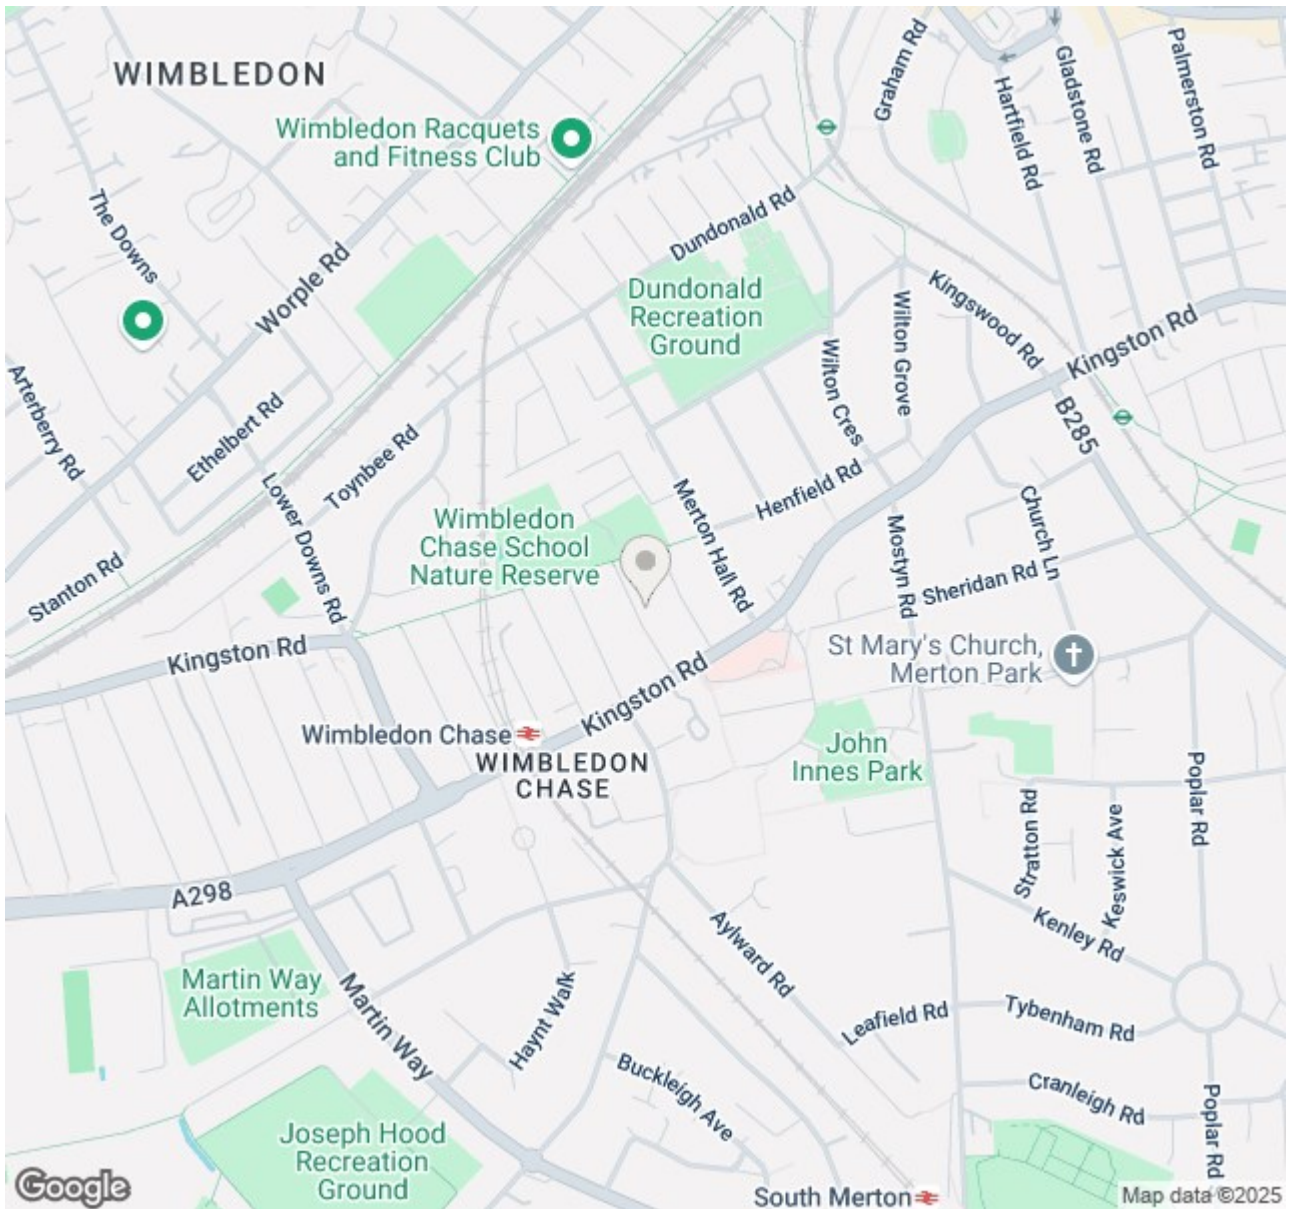 WIMBLEDON
Wimbledon Racquets
and Fitness Club
Graham Rd
Hartfield Rd
Gladstone Rd
Palmerston Rd
The Downs
Worple Rd
Dundonald Rd
Dundonald
Recreation
Ground
Wilton Grove
Kingswood Rd
Kingston Rd
Wilton Cres
B285
Arterberry Rd
Ethelbert Rd
Toynbee Rd
Lower Downs Rd
Wimbledon
Chase School
Nature Reserve
Merton Hall Rd
Henfield Rd
Mostyn Rd
Church Ln
Sheridan Rd
Stanton Rd
Kingston Rd
Kingston Rd
St Mary's Church,
Merton Park
Wimbledon Chase
WIMBLEDON
CHASE
John
Innes Park
Poplar Rd
Stratton Rd
Keswick Ave
A298
Kenley Rd
Aylward Rd
Martin Way
Allotments
Martin Way
Haynt Walk
Leafield Rd
Tybenham Rd
Buckleigh Ave
Cranleigh Rd
Poplar Rd S
Joseph Hood
Recreation
Ground
South Merton
Google
Map data ©2025